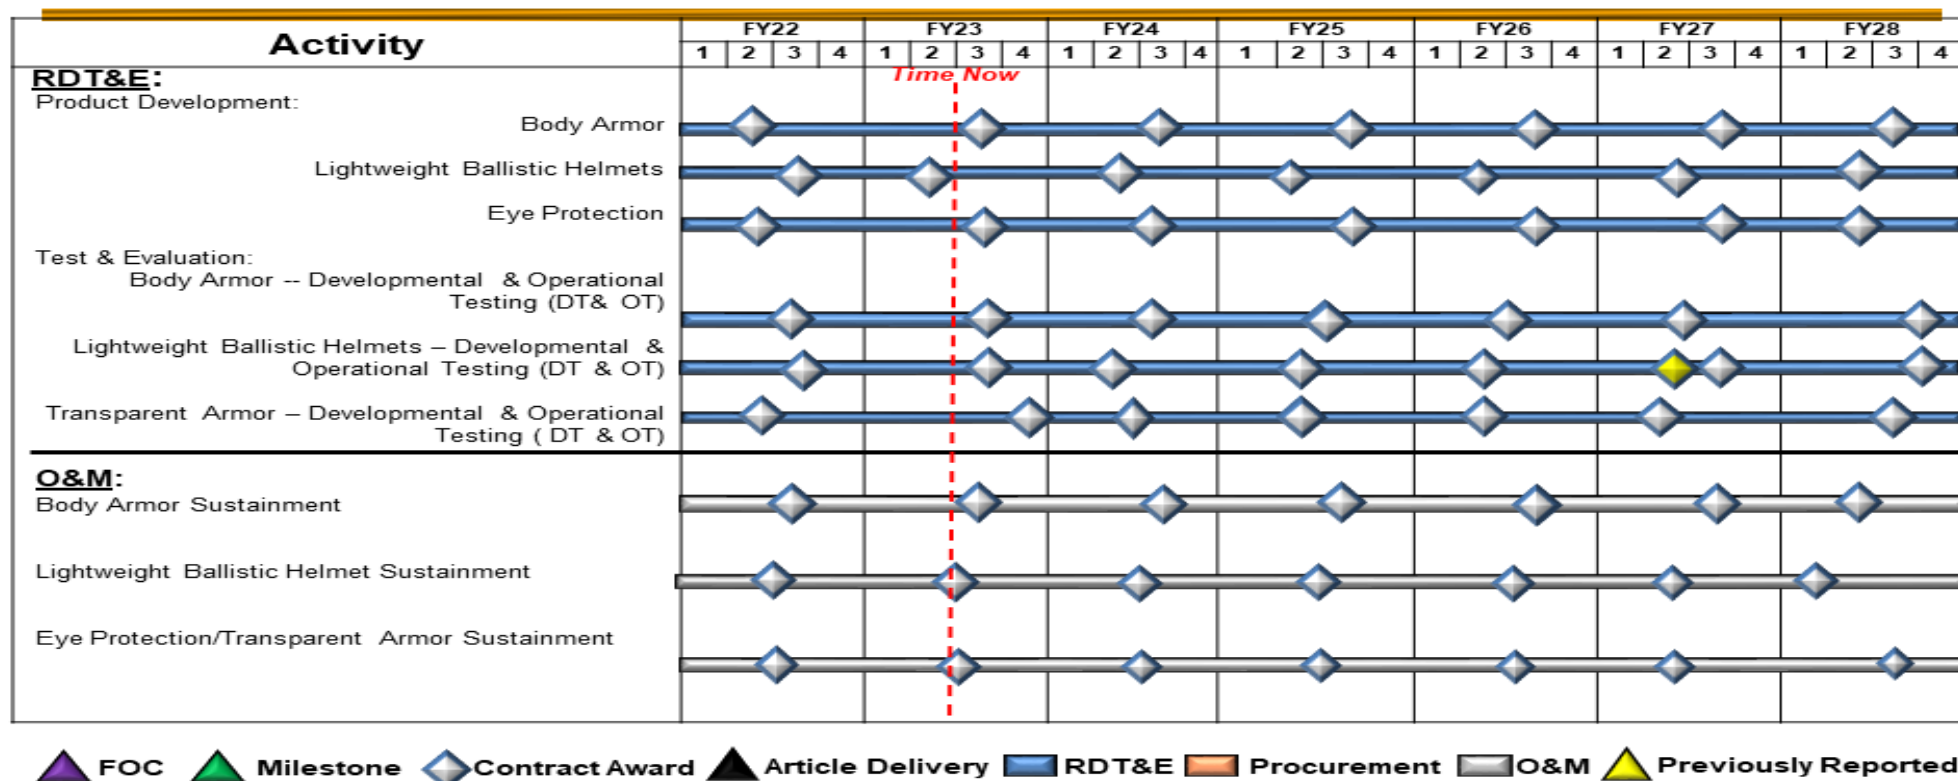 Activity
FY22 FY23 FY24 FY25 FY26 FY27 FY28
1 2 3 4 1 2 3 4 1 2 3 4 1 2 3 4 1 2 3 4 1 2 3 4 1 2 3 4
RDT&E:
Time Now
Product Development:
Body Armor
Lightweight Ballistic Helmets
Eye Protection
Test & Evaluation:
Body Armor -- Developmental & Operational
Testing (DT& OT)
Lightweight Ballistic Helmets – Developmental &
Operational Testing (DT & OT)
Transparent Armor – Developmental & Operational
Testing ( DT & OT)
O&M:
Body Armor Sustainment
Lightweight Ballistic Helmet Sustainment
Eye Protection/Transparent Armor Sustainment
FOC Milestone Contract Award Article Delivery RDT&E Procurement O&M Previously Reported